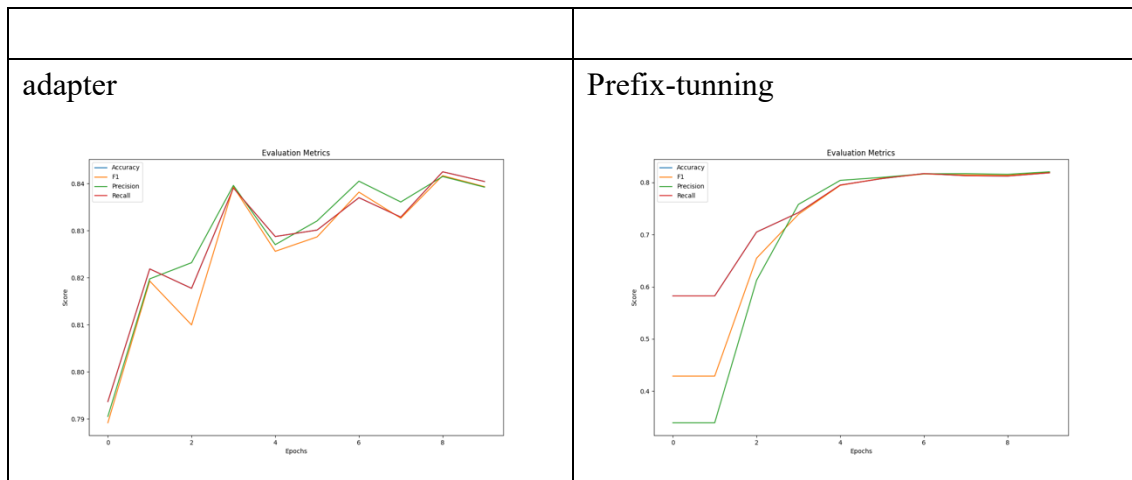 adapter
Evaluation Metrics
Accuracy
F1
Precision
Recall
Score
0.84
0.83
0.82
0.81
0.80
0.79
0 2 4 6 8
Epochs
Prefix-tunning
Evaluation Metrics
Accuracy
F1
Precision
Recall
Score
0.8
0.7
0.6
0.5
0.4
0 2 4 6 8
Epochs